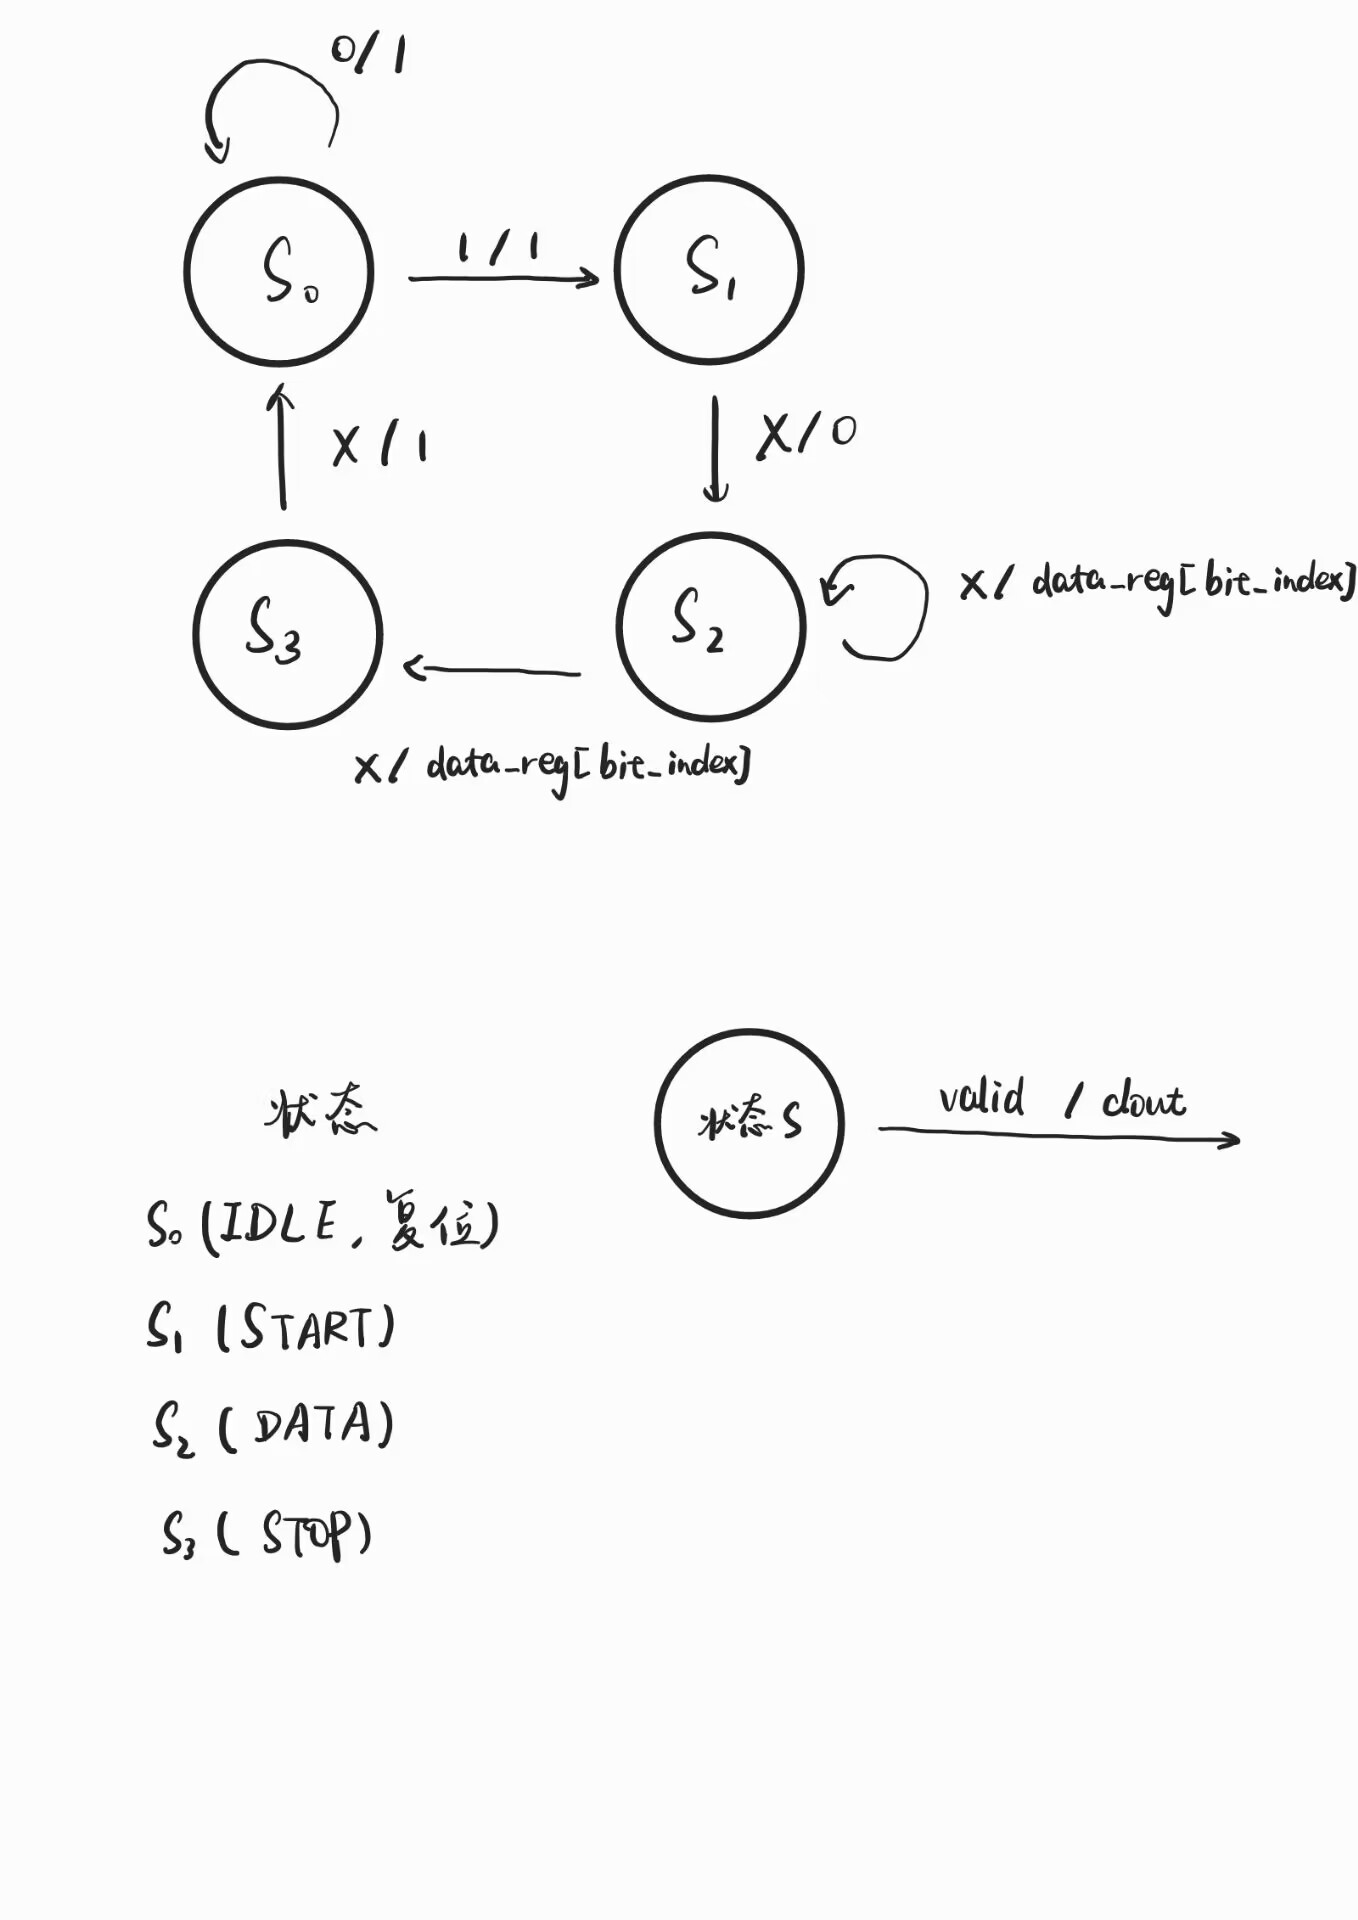 0/1
S₀
1/1
S₁
X/1
X/0
S₃
S₂
X/ data_reg[bit_index]
X/ data_reg[bit_index]
状态
状态S
valid / dout
S₀(IDLE,复位)
S₁(START)
S₂(DATA)
S₃(STOP)